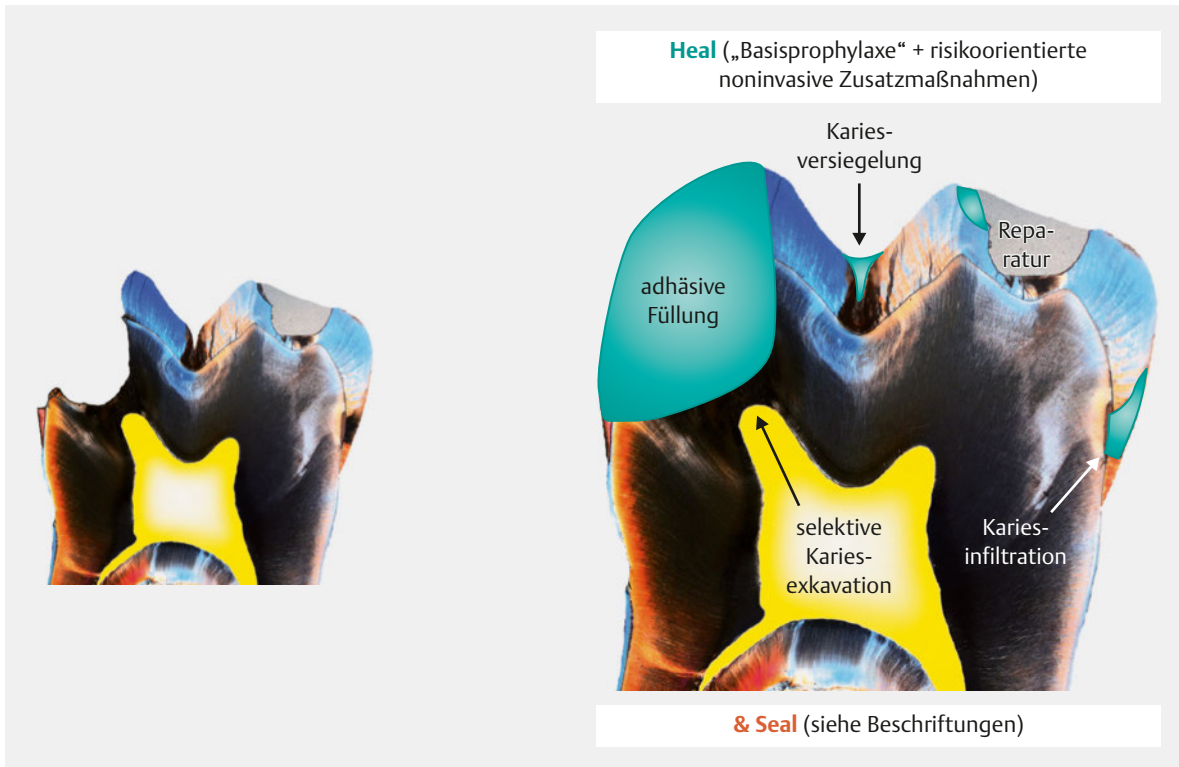 Heal („Basisprophylaxe“ + risikoorientierte
noninvasive Zusatzmaßnahmen)
Karies-
versiegelung
Repa-
ratur
adhäsive
Füllung
selektive
Karies-
exkavation
Karies-
infiltration
& Seal (siehe Beschriftungen)